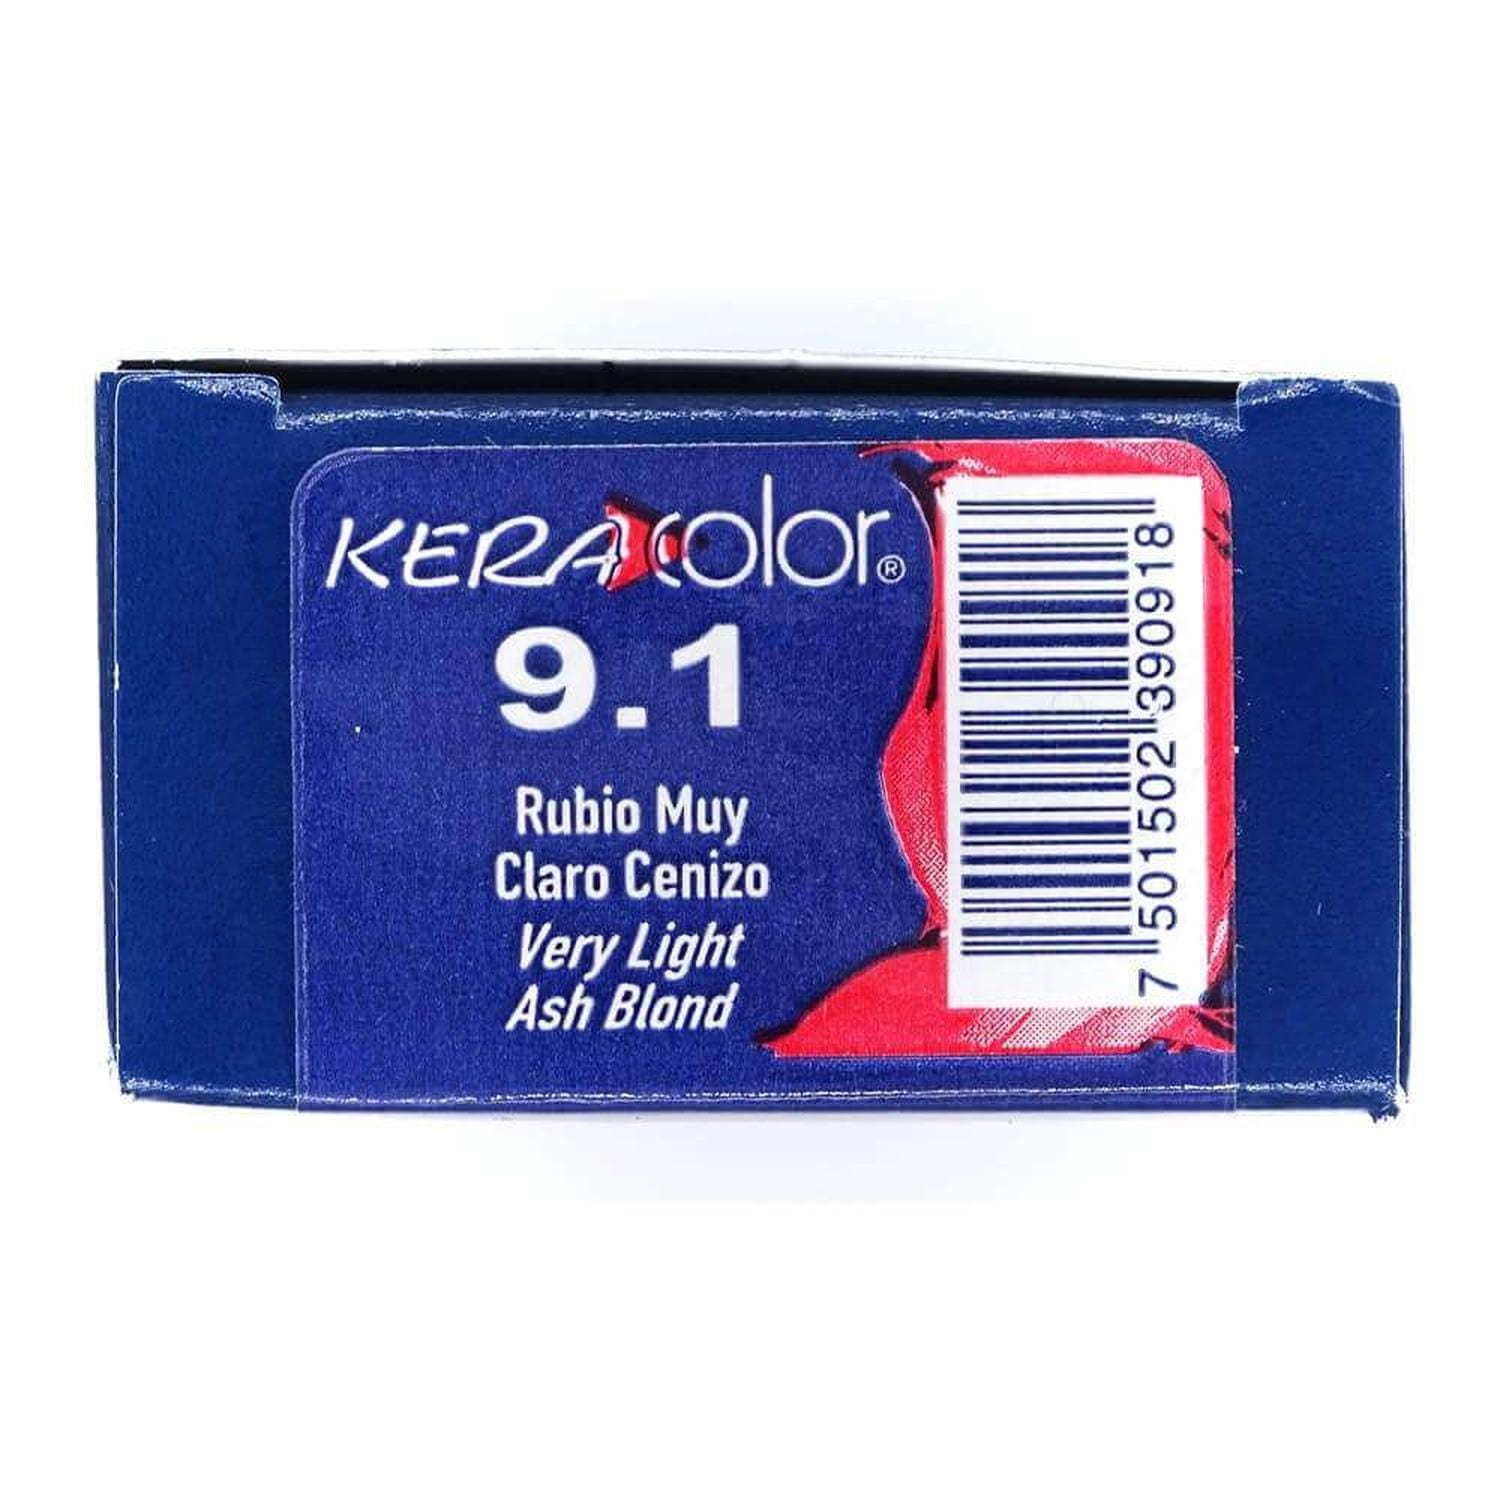 KERAcolor®
9.1
Rubio Muy
Claro Cenizo
Very Light
Ash Blond
7 501502 390918